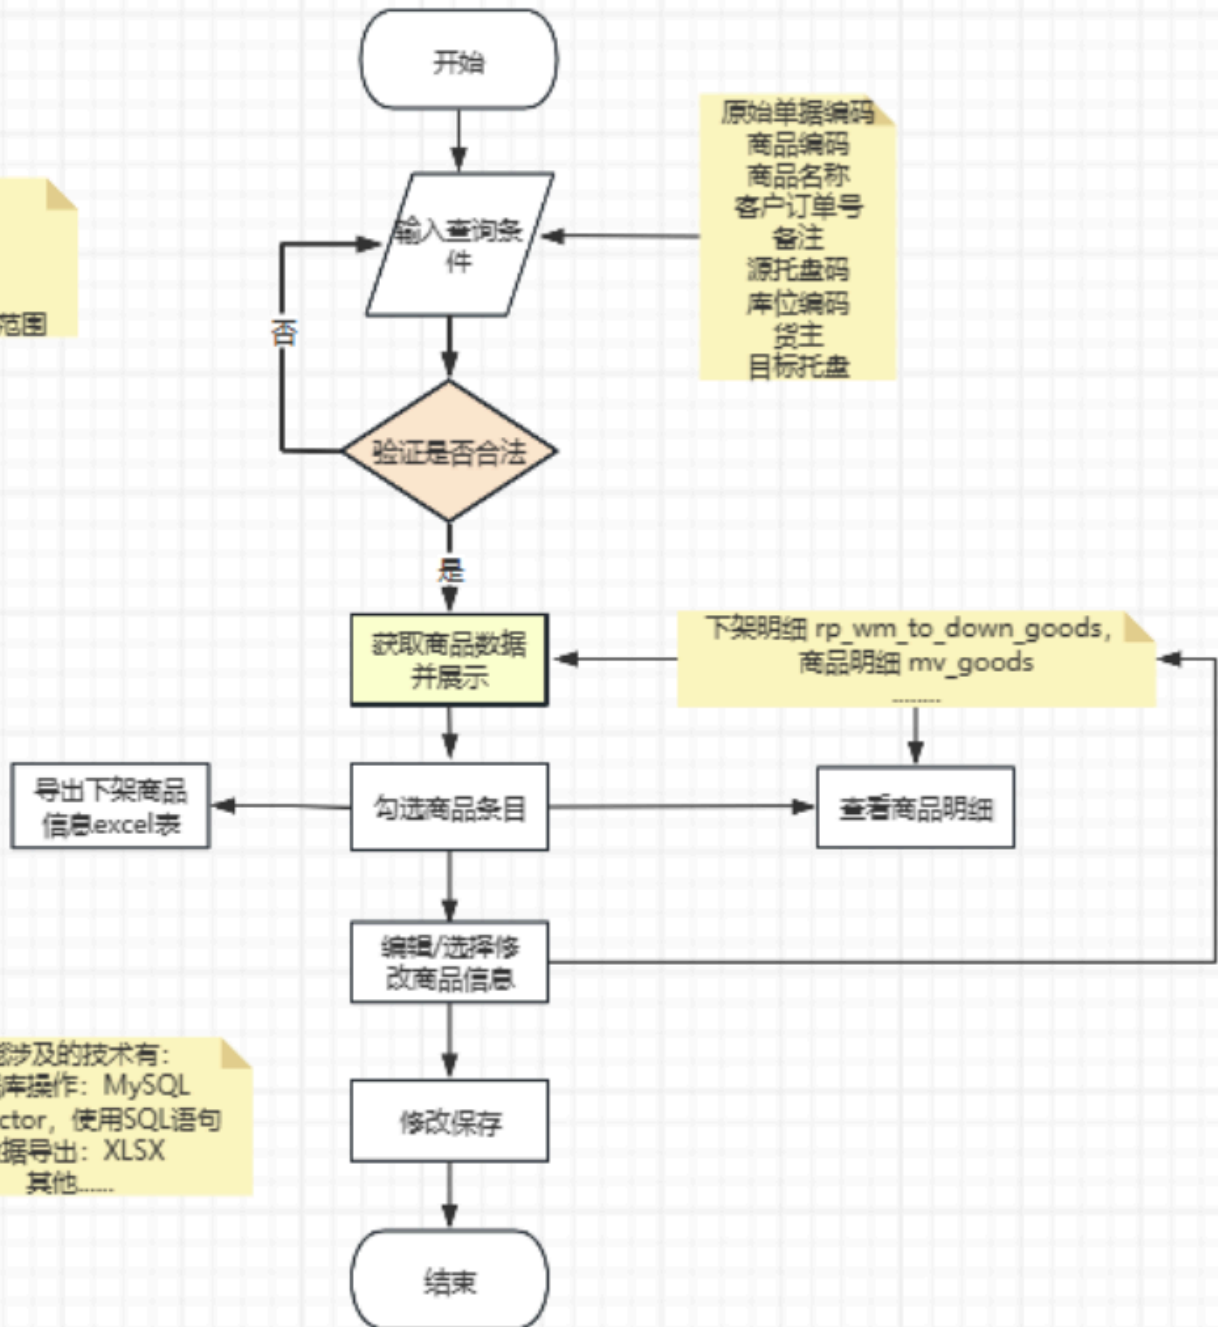 开始
原始单据编码
商品编码
商品名称
客户订单号
备注
源托盘码
库位编码
货主
目标托盘
范围
输入查询条
件
否
验证是否合法
是
获取商品数据
并展示
下架明细 rp_wm_to_down_goods,
商品明细 mv_goods
........
导出下架商品
信息excel表
勾选商品条目
查看商品明细
编辑/选择修
改商品信息
涉及的技术有：
库操作：MySQL
ctor，使用SQL语句
据导出：XLSX
其他......
修改保存
结束